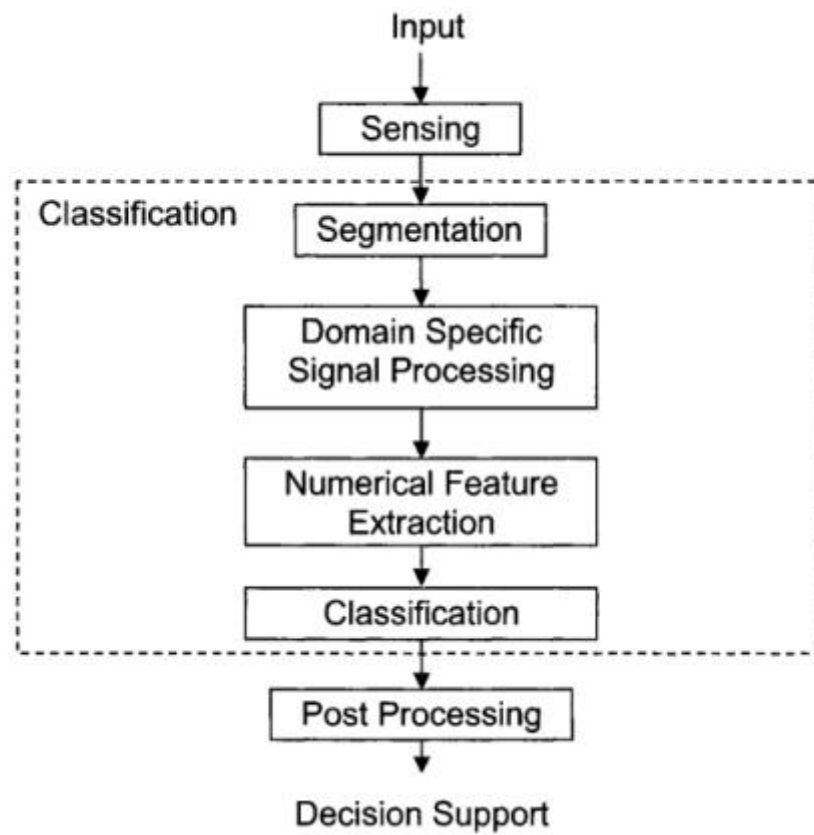 Input
Sensing
Classification
Segmentation
Domain Specific
Signal Processing
Numerical Feature
Extraction
Classification
Post Processing
Decision Support